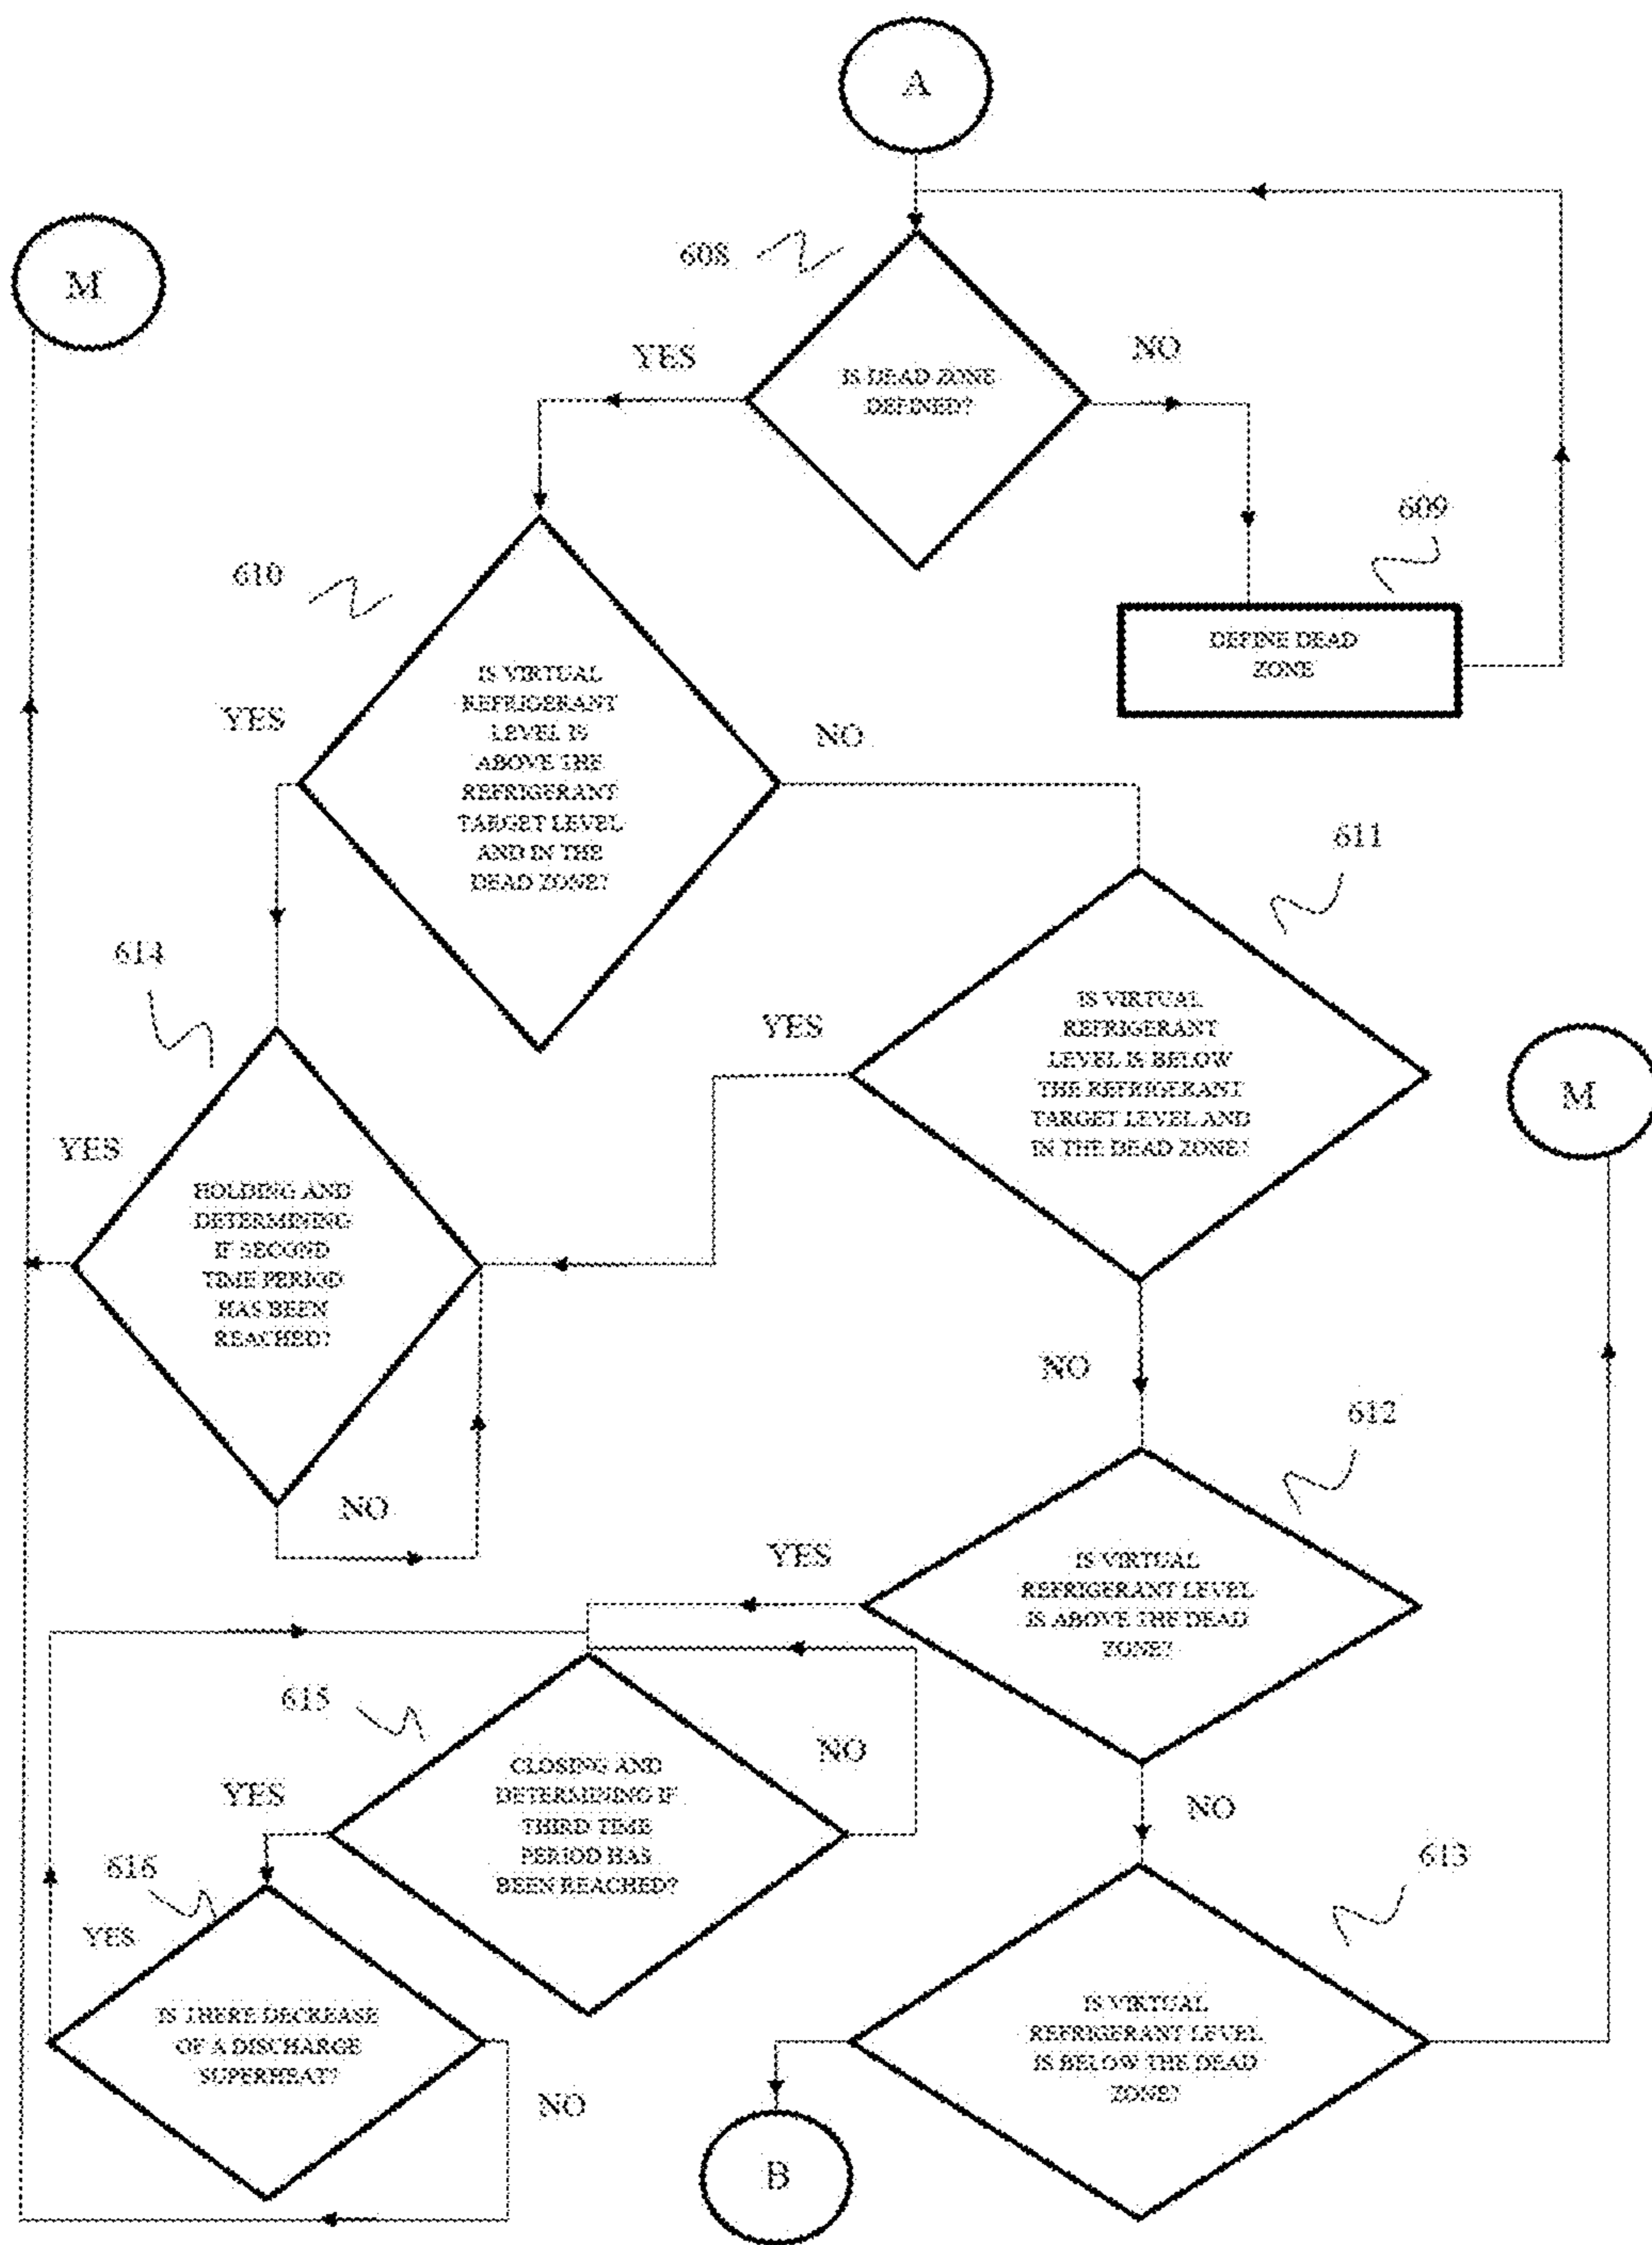 A
M
608
YES
NO
IS DEAD ZONE
DEFINED?
609
610
DEFINE DEAD
ZONE
IS VIRTUAL
REFRIGERANT
LEVEL IS
ABOVE THE
REFRIGERANT
TARGET LEVEL
AND IN THE
DEAD ZONE?
YES
NO
611
614
IS VIRTUAL
REFRIGERANT
LEVEL IS BELOW
THE REFRIGERANT
TARGET LEVEL AND
IN THE DEAD ZONE?
YES
M
YES
HOLDING AND
DETERMINING
IF SECOND
TIME PERIOD
HAS BEEN
REACHED?
NO
612
NO
YES
IS VIRTUAL
REFRIGERANT LEVEL
IS ABOVE THE DEAD
ZONE?
615
NO
CLOSING AND
DETERMINING IF
THIRD TIME
PERIOD HAS
BEEN REACHED?
YES
NO
613
616
YES
IS THERE DECREASE
OF A DISCHARGE
SUPERHEAT?
NO
IS VIRTUAL
REFRIGERANT LEVEL
IS BELOW THE DEAD
ZONE?
B